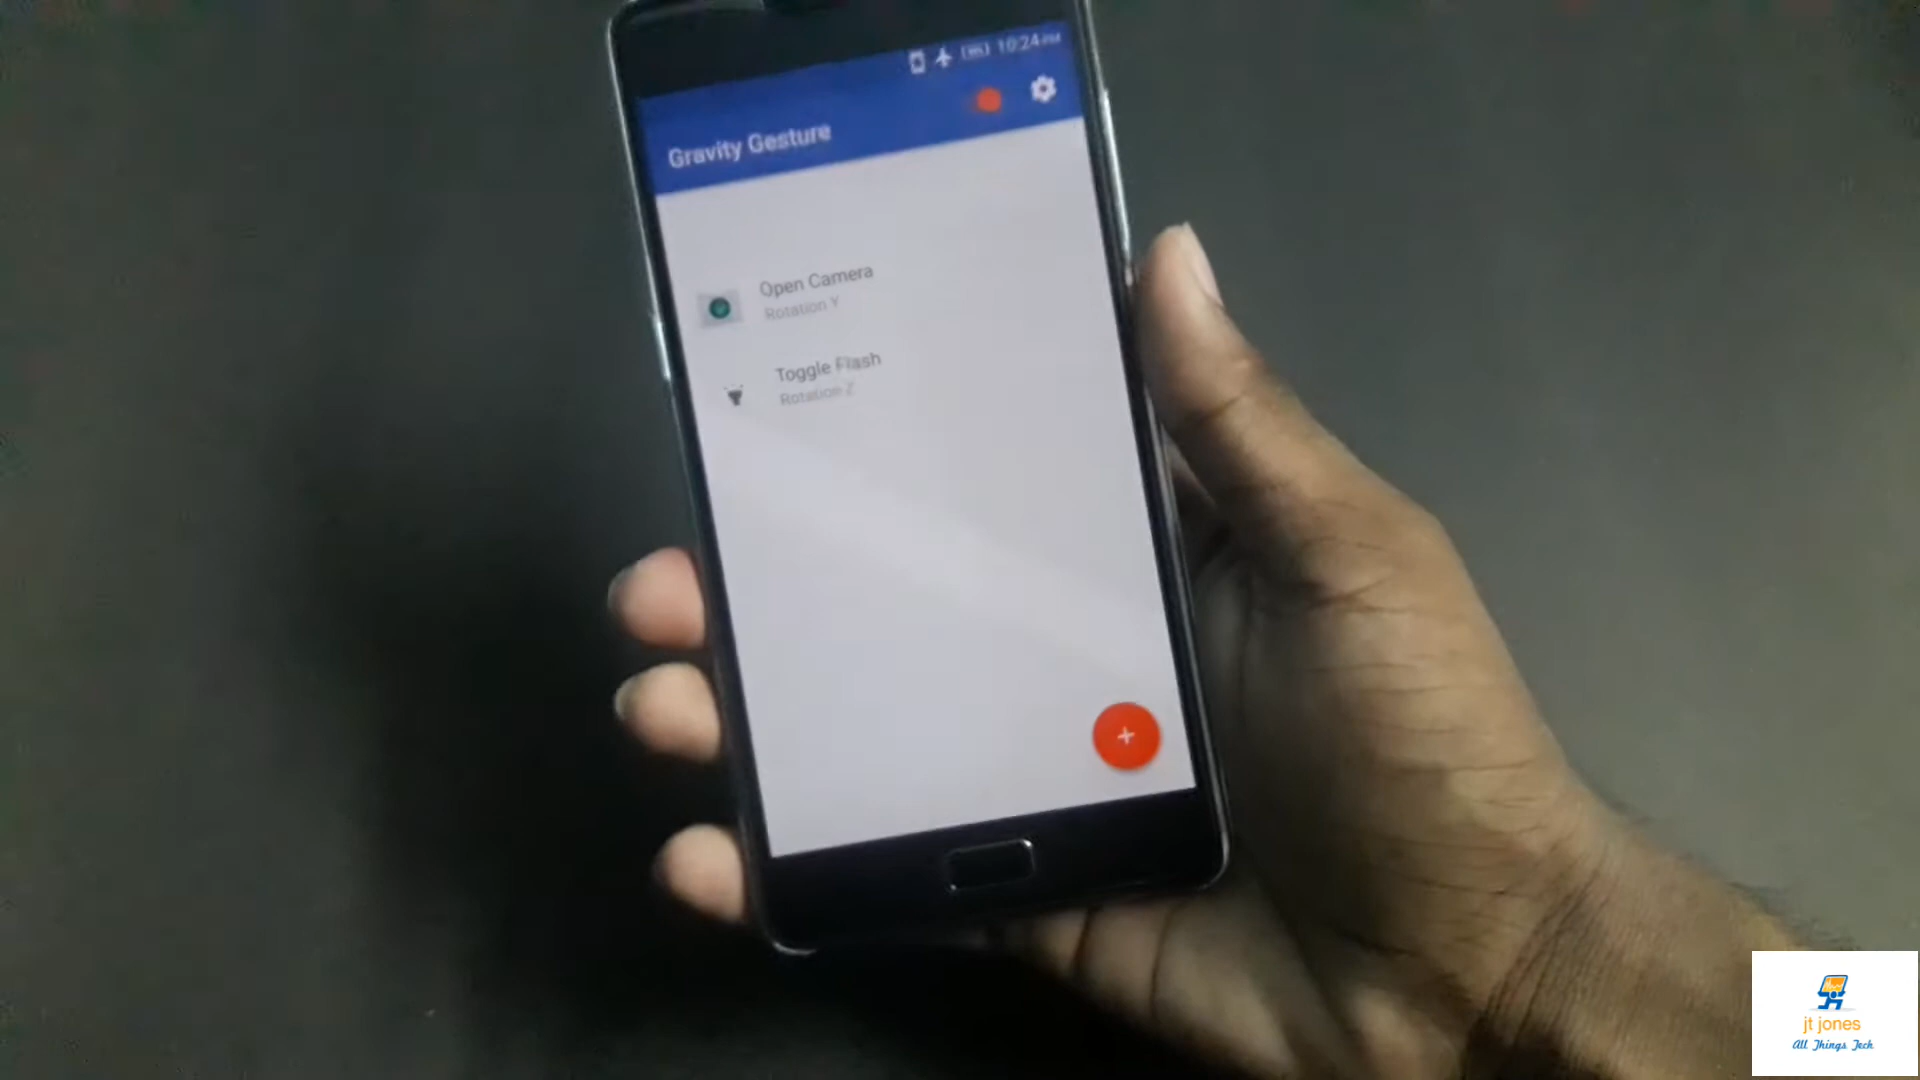 10:24 PM
Gravity Gesture
Open Camera
Rotation Y
Toggle Flash
Rotation Z
+
jt jones
All Things Tech